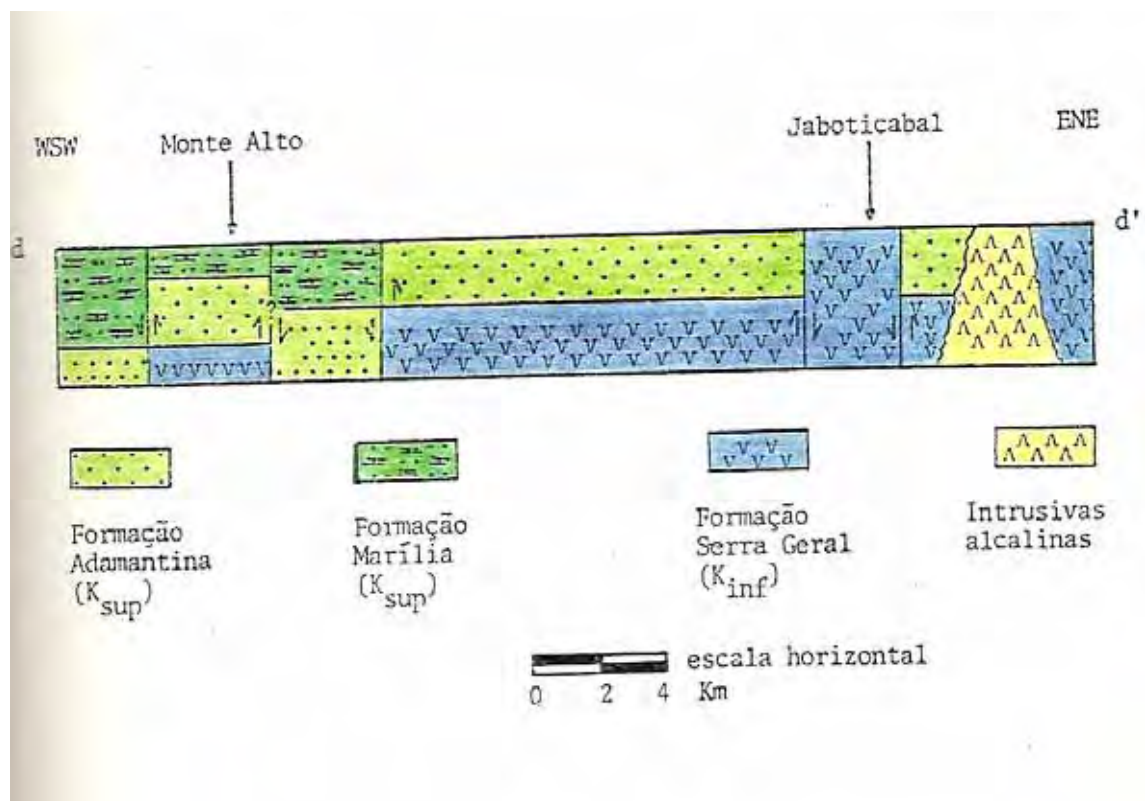 WSW
Monte Alto
Jaboticabal
ENE
d
d'
?
Formação
Adamantina
(Ksup)
Formação
Marília
(Ksup)
Formação
Serra Geral
(Kinf)
Intrusivas
alcalinas
escala horizontal
0 2 4 Km